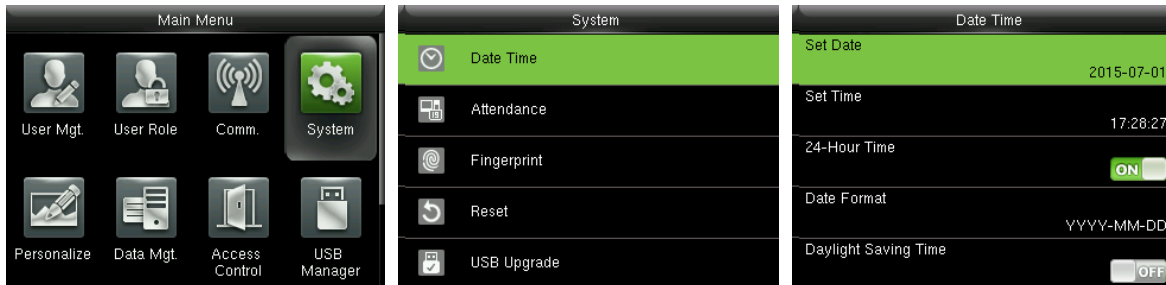 Main Menu
User Mgt.
User Role
Comm.
System
Personalize
Data Mgt.
Access
Control
USB
Manager
System
Date Time
Attendance
Fingerprint
Reset
USB Upgrade
Date Time
Set Date
2015-07-01
Set Time
17:28:27
24-Hour Time
ON
Date Format
YYYY-MM-DD
Daylight Saving Time
OFF